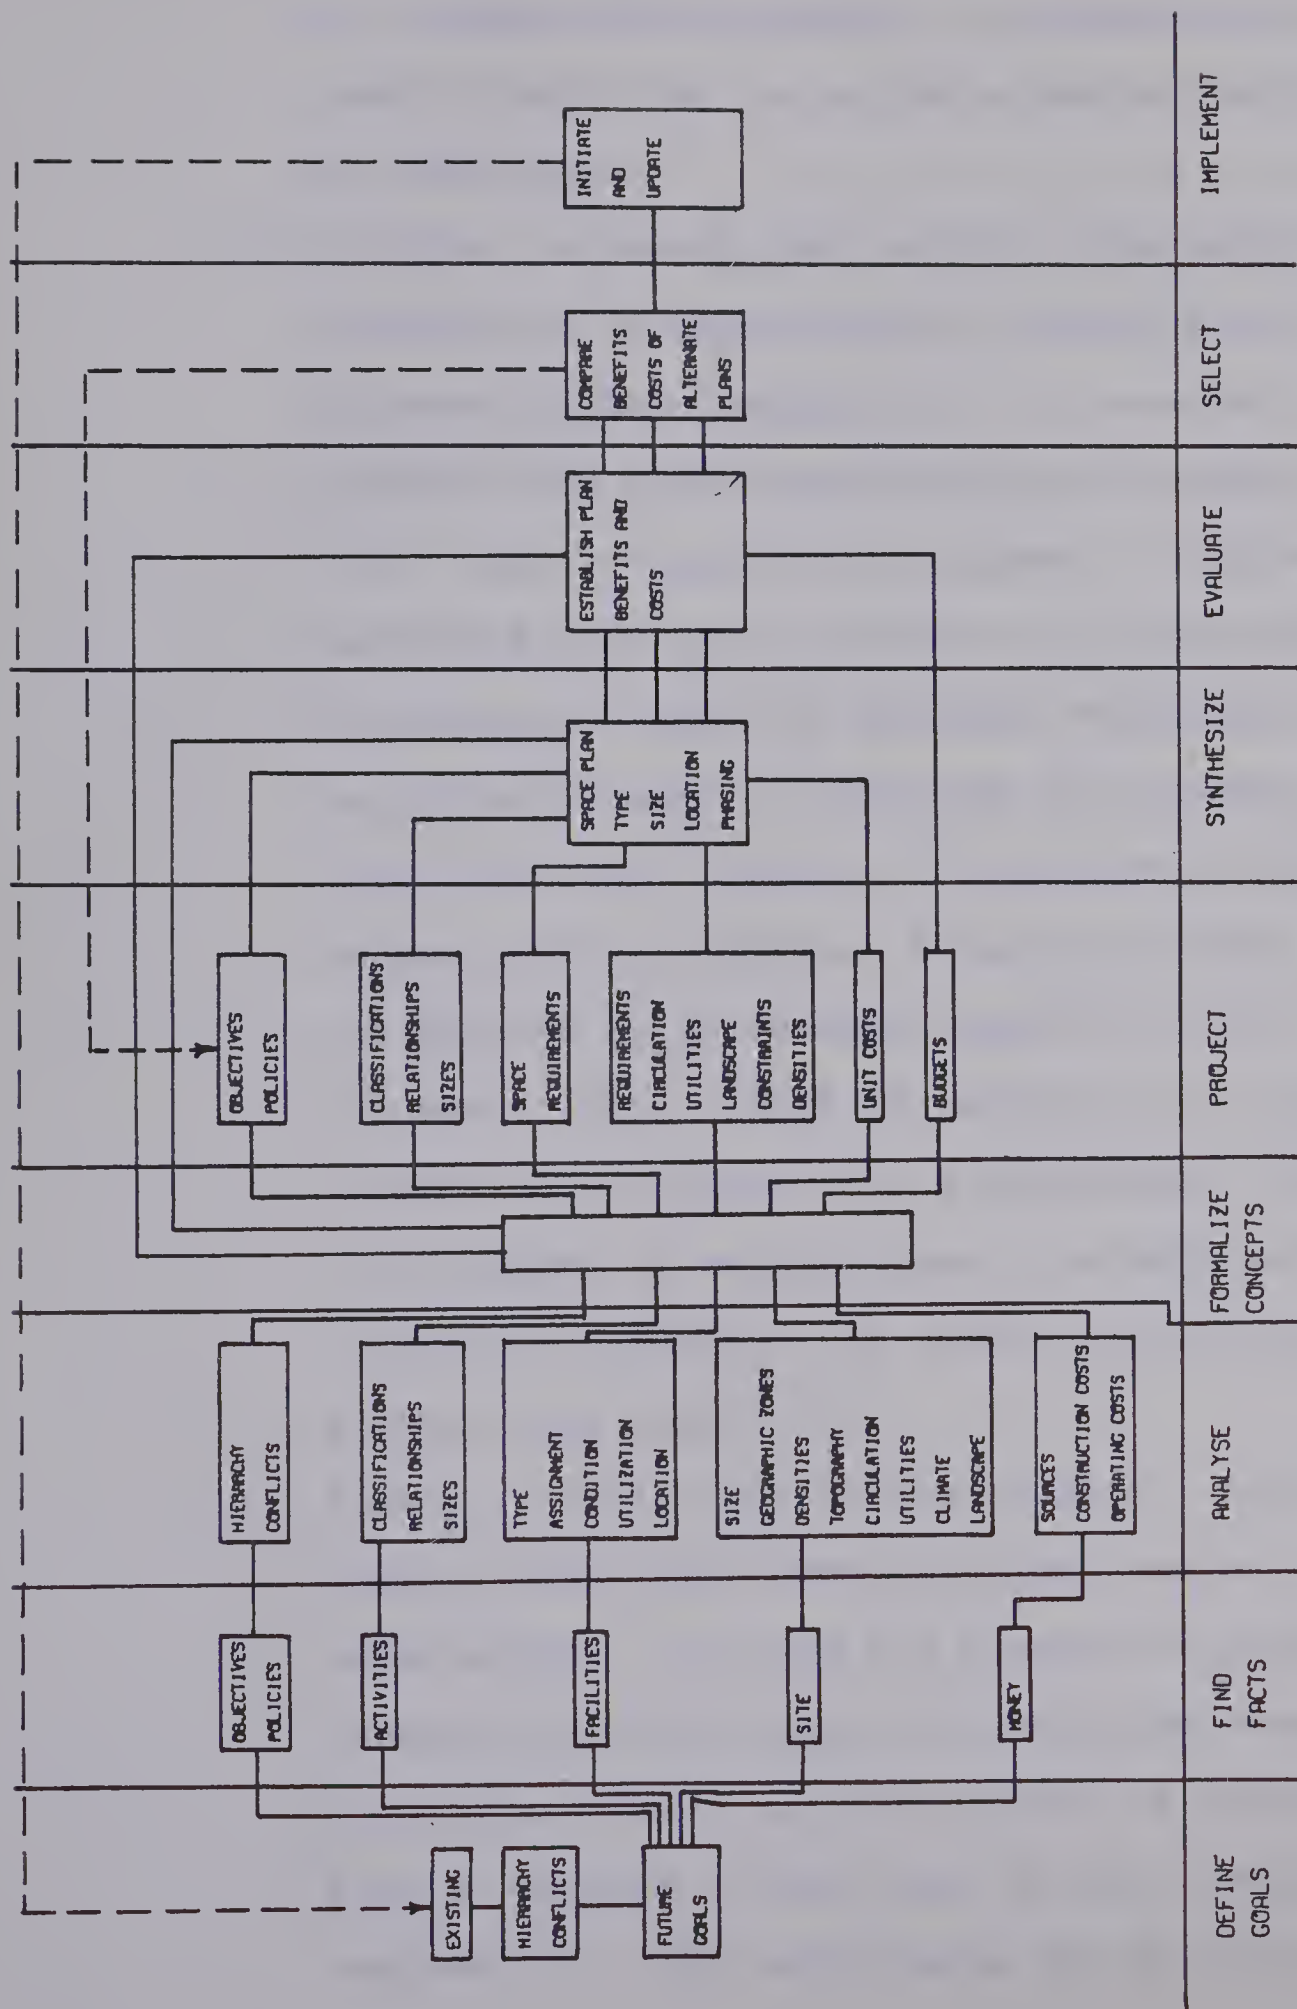 EXISTING
HIERARCHY
CONFLICTS
FUTURE
GOALS
DEFINE
GOALS
OBJECTIVES
POLICIES
ACTIVITIES
FACILITIES
SITE
MONEY
FIND
FACTS
HIERARCHY
CONFLICTS
CLASSIFICATIONS
RELATIONSHIPS
SIZES
TYPE
ASSIGNMENT
CONDITION
UTILIZATION
LOCATION
SIZE
GEOGRAPHIC ZONES
DENSITIES
TOPOGRAPHY
CIRCULATION
UTILITIES
CLIMATE
LANDSCAPE
SOURCES
CONSTRUCTION COSTS
OPERATING COSTS
ANALYSE
FORMALIZE
CONCEPTS
OBJECTIVES
POLICIES
CLASSIFICATIONS
RELATIONSHIPS
SIZES
SPACE
REQUIREMENTS
REQUIREMENTS
CIRCULATION
UTILITIES
LANDSCAPE
CONSTRAINTS
DENSITIES
UNIT COSTS
BUDGETS
PROJECT
SPACE PLAN
TYPE
SIZE
LOCATION
PHASING
SYNTHESIZE
ESTABLISH PLAN
BENEFITS AND
COSTS
EVALUATE
COMPARE
BENEFITS
COSTS OF
ALTERNATE
PLANS
SELECT
INITIATE
AND
UPDATE
IMPLEMENT